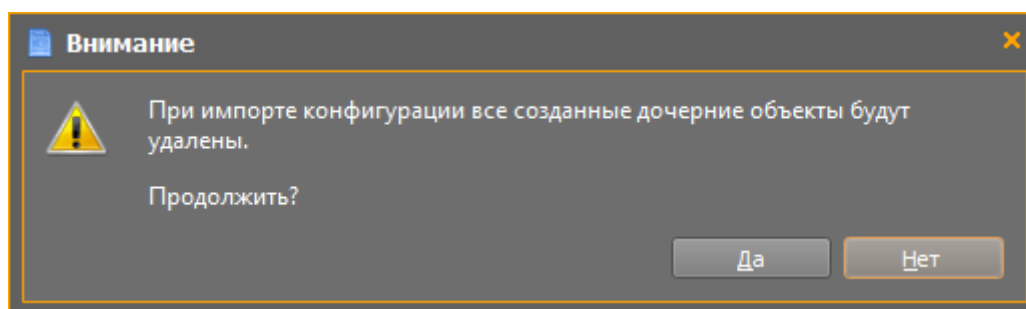 Внимание
При импорте конфигурации все созданные дочерние объекты будут
удалены.
Продолжить?
Да
Нет